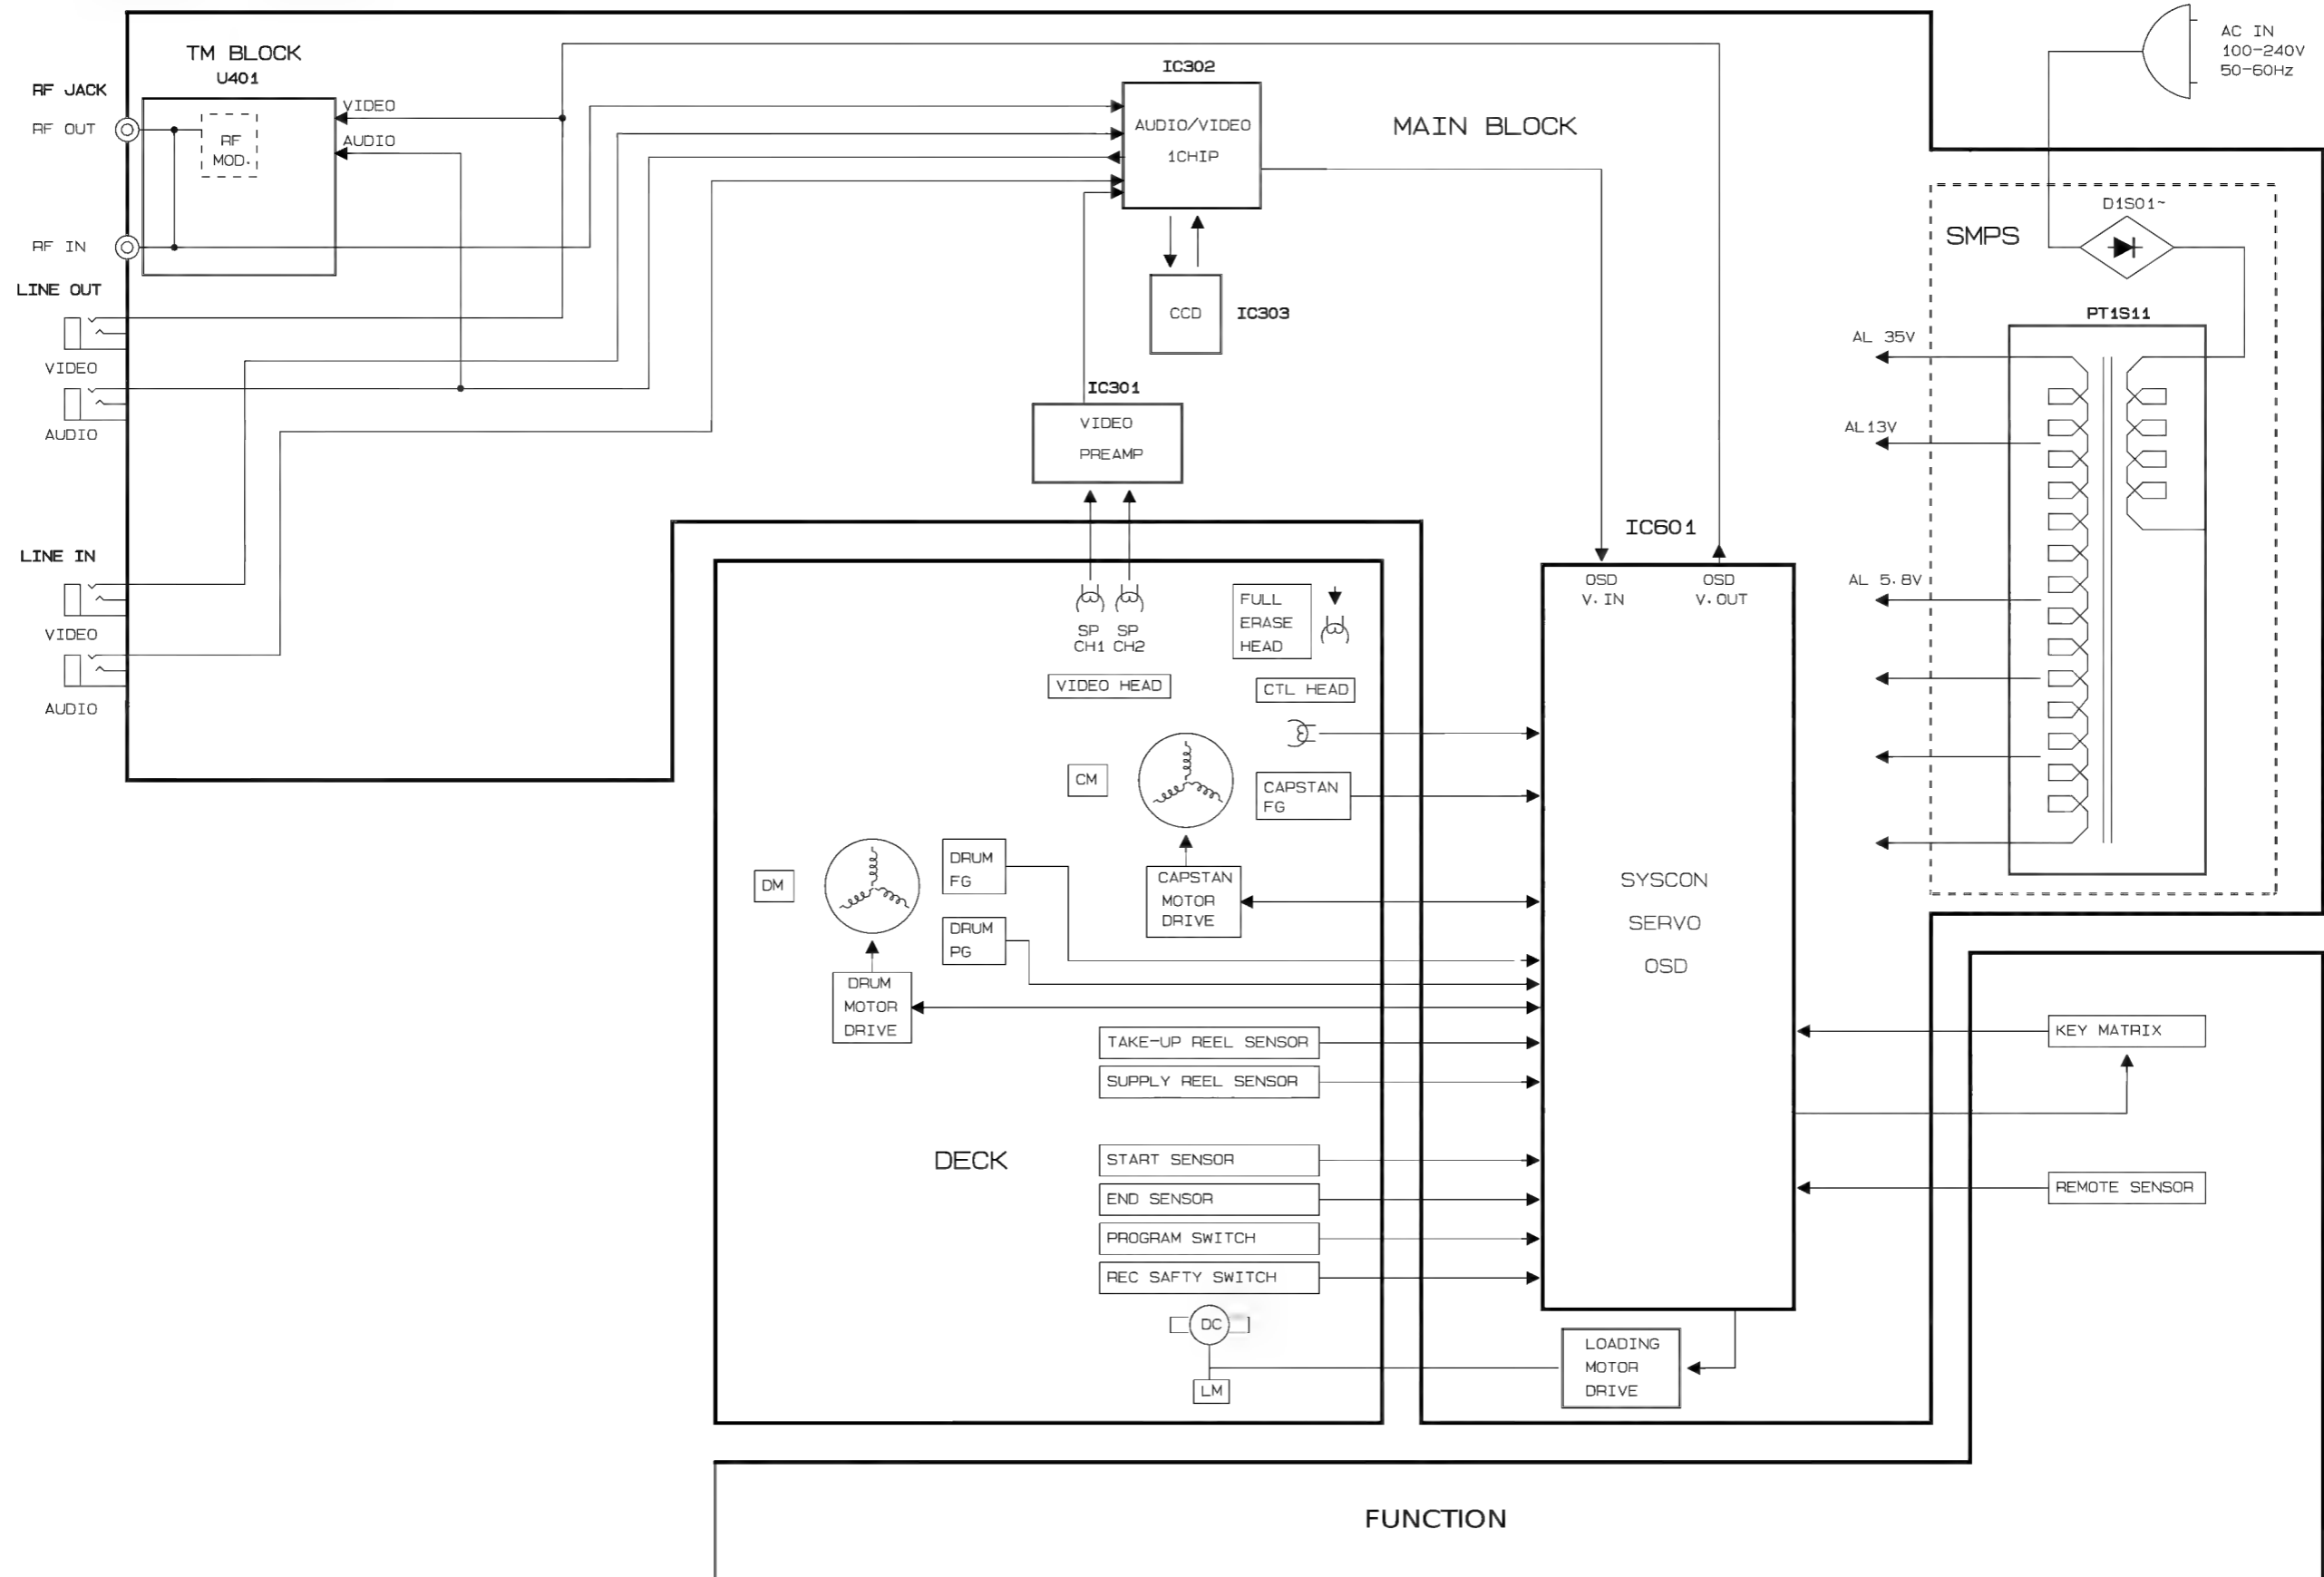 TM BLOCK
U401
RF JACK
RF OUT
RF
MOD.
VIDEO
AUDIO
RF IN
LINE OUT
VIDEO
AUDIO
LINE IN
VIDEO
AUDIO
IC302
AUDIO/VIDEO
1CHIP
MAIN BLOCK
CCD
IC303
IC301
VIDEO
PREAMP
AC IN
100-240V
50-60Hz
SMPS
D1S01~
PT1S11
AL 35V
AL13V
AL 5.8V
IC601
OSD
V.IN
OSD
V.OUT
SYSCON
SERVO
OSD
SP
CH1
SP
CH2
VIDEO HEAD
FULL
ERASE
HEAD
CTL HEAD
CM
CAPSTAN
FG
CAPSTAN
MOTOR
DRIVE
DM
DRUM
FG
DRUM
PG
DRUM
MOTOR
DRIVE
TAKE-UP REEL SENSOR
SUPPLY REEL SENSOR
DECK
START SENSOR
END SENSOR
PROGRAM SWITCH
REC SAFTY SWITCH
DC
LM
LOADING
MOTOR
DRIVE
KEY MATRIX
REMOTE SENSOR
FUNCTION